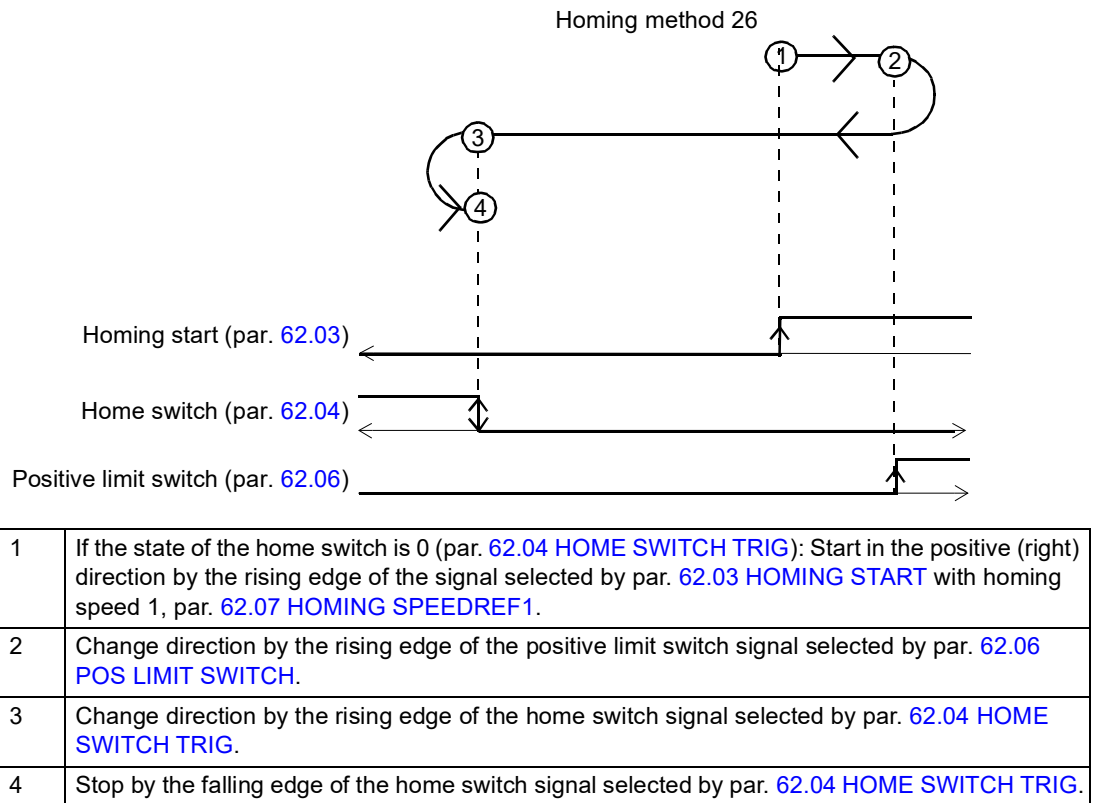 Homing method 26
1
2
3
4
Homing start (par. 62.03)
Home switch (par. 62.04)
Positive limit switch (par. 62.06)
1 If the state of the home switch is 0 (par. 62.04 HOME SWITCH TRIG): Start in the positive (right)
direction by the rising edge of the signal selected by par. 62.03 HOMING START with homing
speed 1, par. 62.07 HOMING SPEEDREF1.
2 Change direction by the rising edge of the positive limit switch signal selected by par. 62.06
POS LIMIT SWITCH.
3 Change direction by the rising edge of the home switch signal selected by par. 62.04 HOME
SWITCH TRIG.
4 Stop by the falling edge of the home switch signal selected by par. 62.04 HOME SWITCH TRIG.